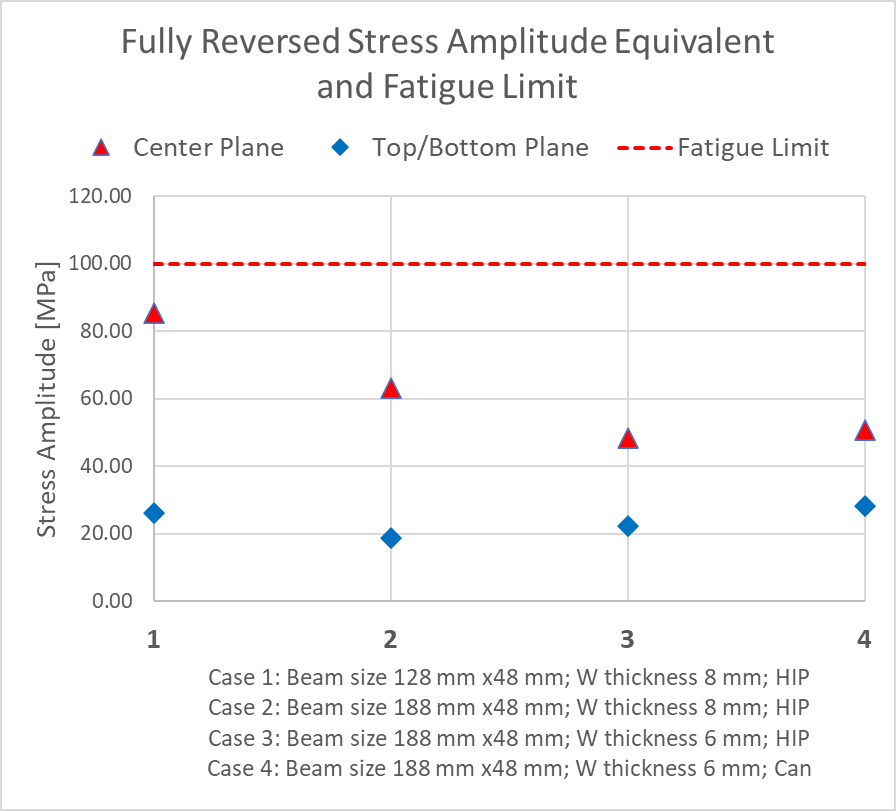 Fully Reversed Stress Amplitude Equivalent
and Fatigue Limit
Center Plane
Top/Bottom Plane
Fatigue Limit
Stress Amplitude [MPa]
120.00
100.00
80.00
60.00
40.00
20.00
0.00
1
2
3
4
Case 1: Beam size 128 mm x48 mm; W thickness 8 mm; HIP
Case 2: Beam size 188 mm x48 mm; W thickness 8 mm; HIP
Case 3: Beam size 188 mm x48 mm; W thickness 6 mm; HIP
Case 4: Beam size 188 mm x48 mm; W thickness 6 mm; Can